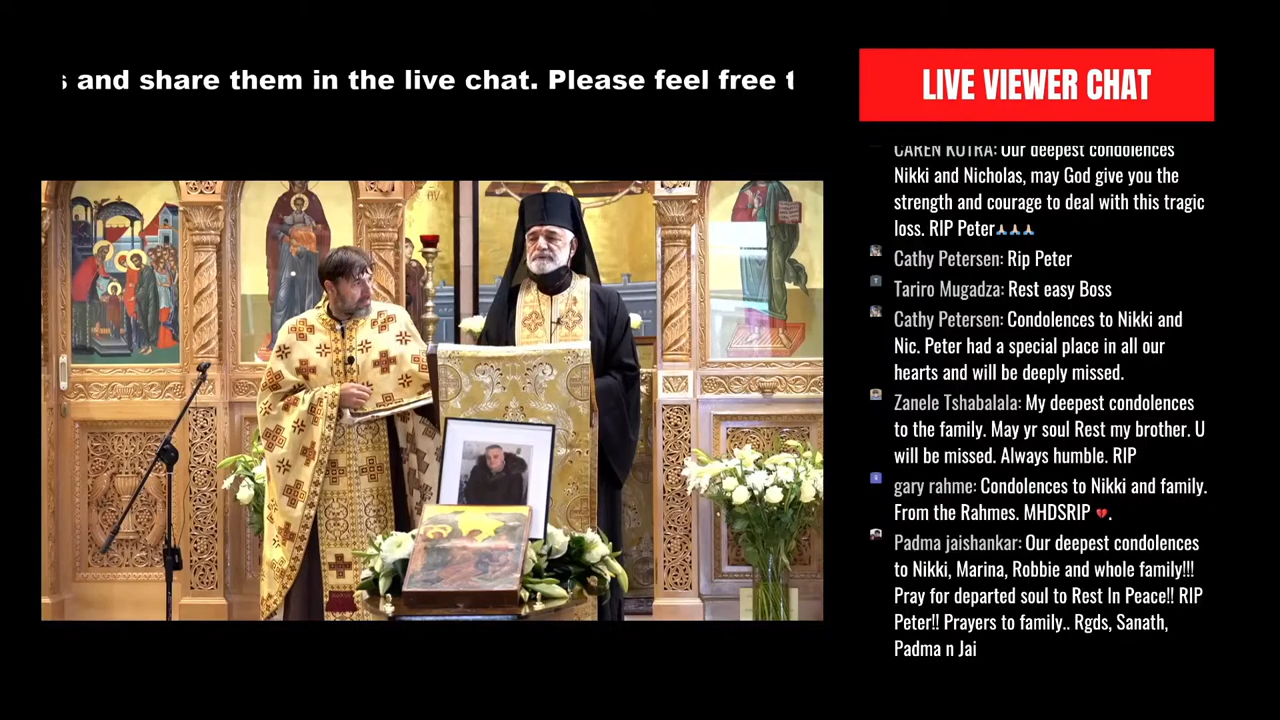 s and share them in the live chat. Please feel free t
LIVE VIEWER CHAT
CAREN KUTRA: Our deepest condolences
Nikki and Nicholas, may God give you the
strength and courage to deal with this tragic
loss. RIP Peter🙏🙏🙏
Cathy Petersen: Rip Peter
Tariro Mugadza: Rest easy Boss
Cathy Petersen: Condolences to Nikki and
Nic. Peter had a special place in all our
hearts and will be deeply missed.
Zanele Tshabalala: My deepest condolences
to the family. May yr soul Rest my brother. U
will be missed. Always humble. RIP
gary rahme: Condolences to Nikki and family.
From the Rahmes. MHDSRIP 💔.
Padma jaishankar: Our deepest condolences
to Nikki, Marina, Robbie and whole family!!!
Pray for departed soul to Rest In Peace!! RIP
Peter!! Prayers to family.. Rgds, Sanath,
Padma n Jai